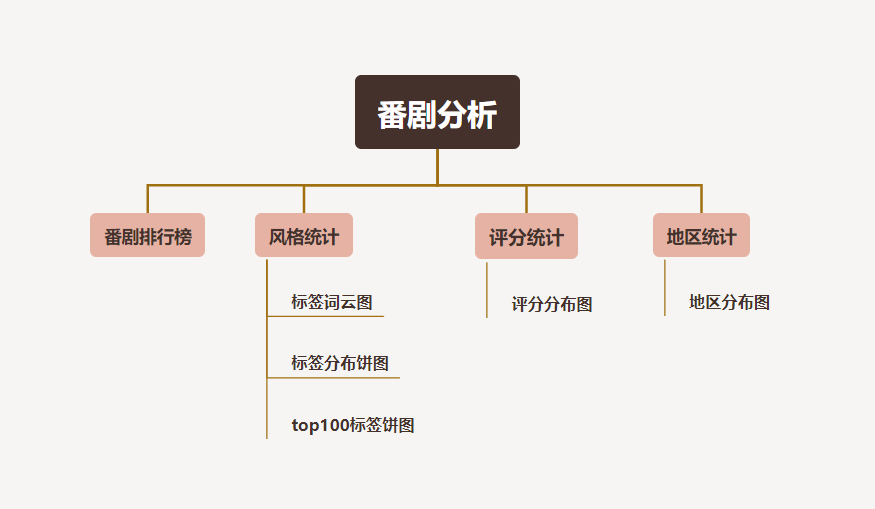 番剧分析
番剧排行榜
风格统计
评分统计
地区统计
标签词云图
评分分布图
地区分布图
标签分布饼图
top100标签饼图